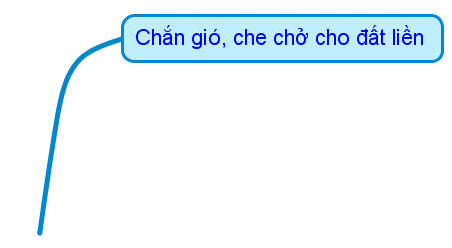 Chắn gió, che chở cho đất liền